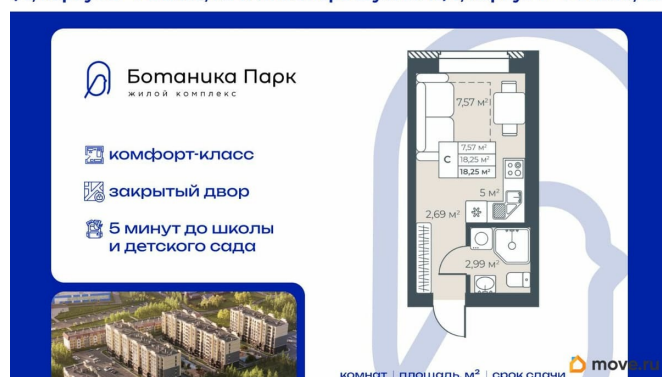 Ботаника Парк
жилой комплекс
комфорт-класс
закрытый двор
5 минут до школы
и детского сада
7,57 м²
С
7,57 м²
18,25 м²
18,25 м²
5 м²
2,69 м²
2,99 м²
комнат | площадь, м² | срок сдачи
move.ru